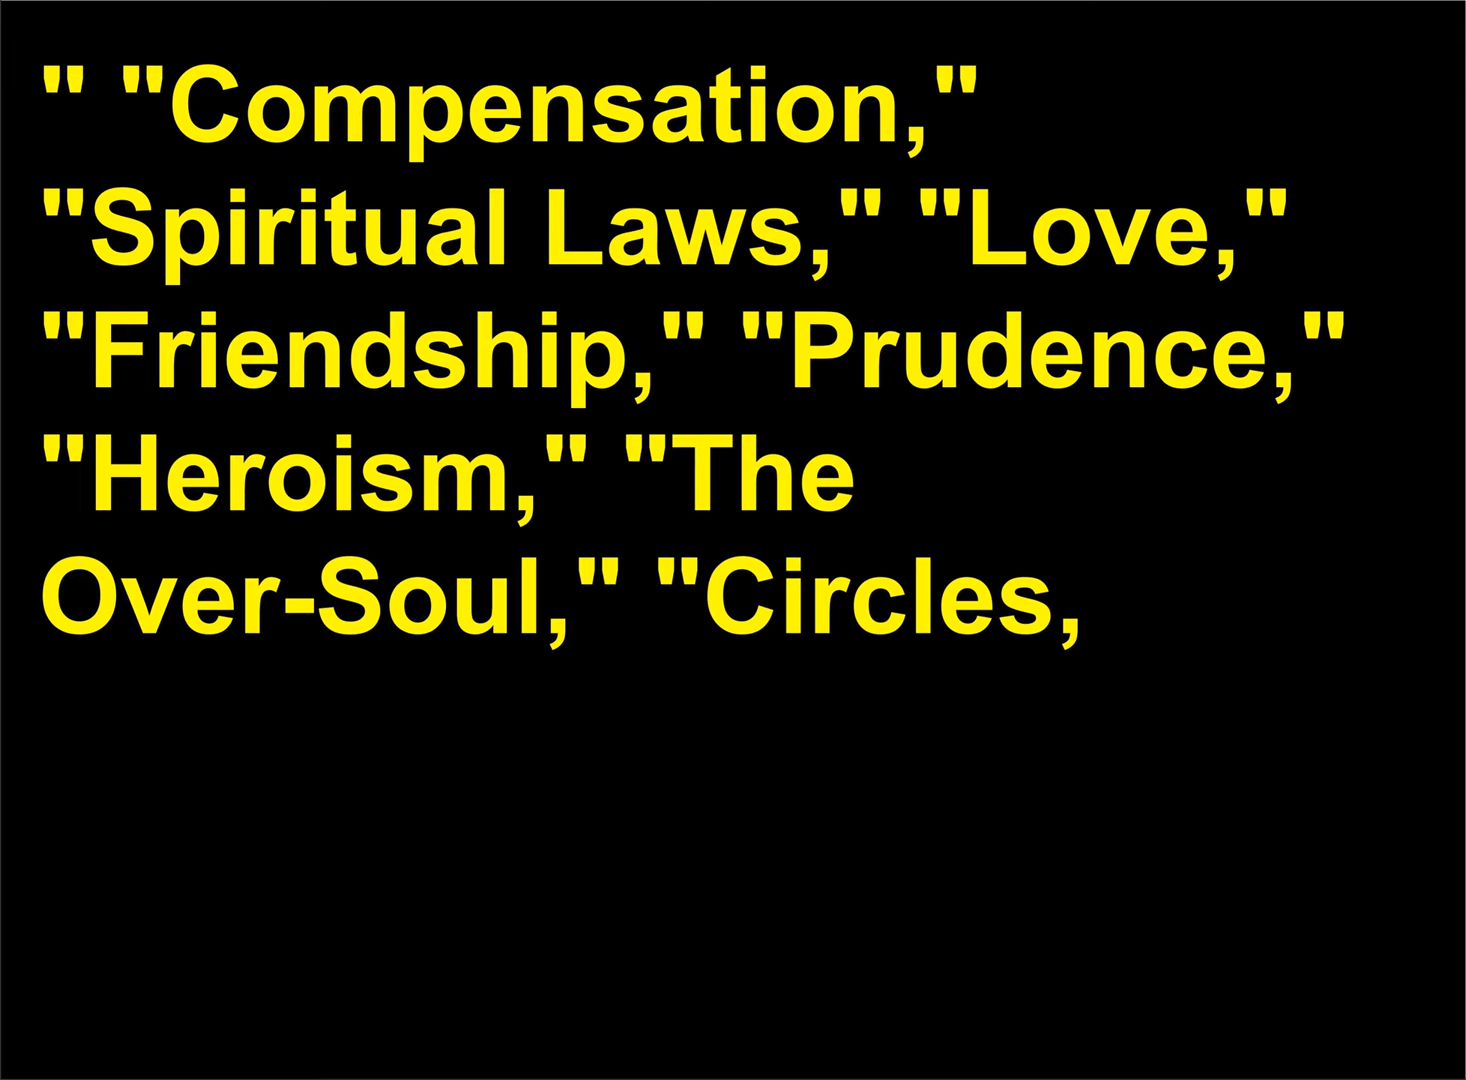 " "Compensation,"
"Spiritual Laws," "Love,"
"Friendship," "Prudence,"
"Heroism," "The
Over-Soul," "Circles,